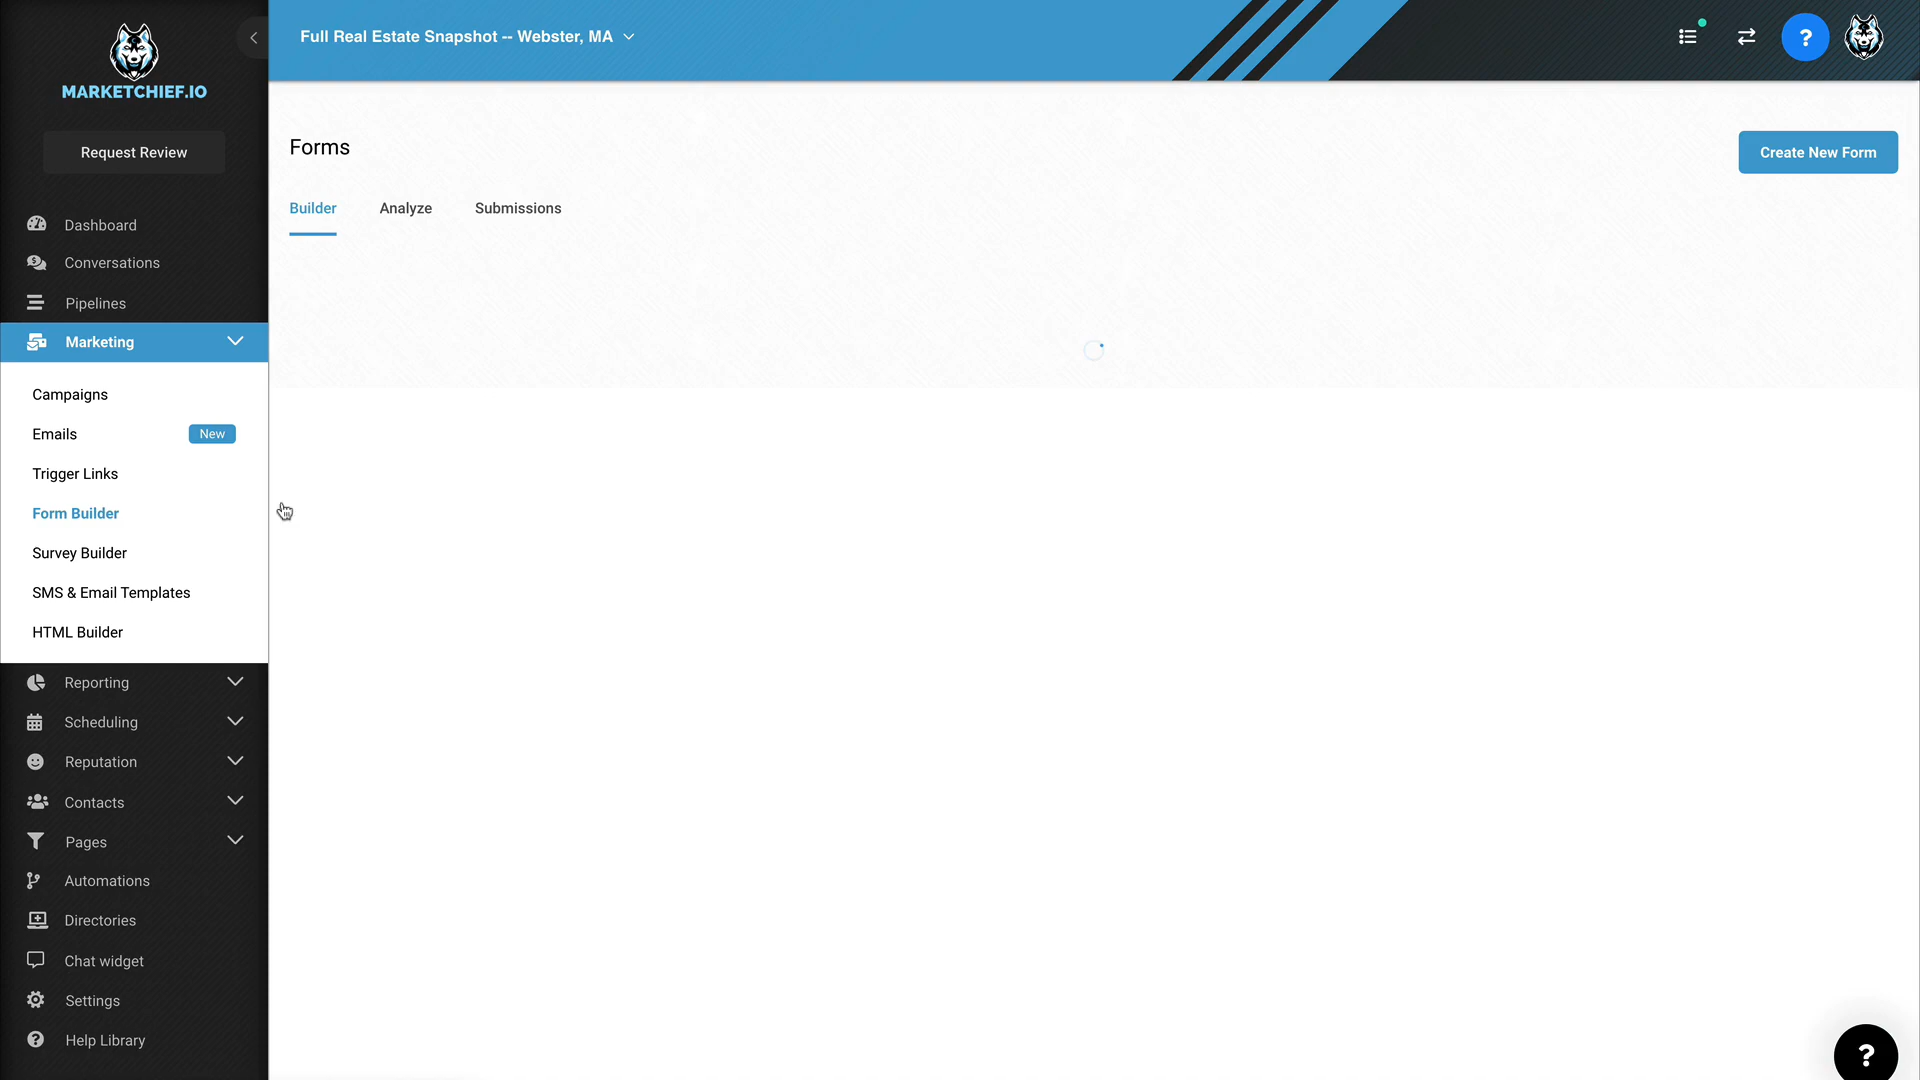 MARKETCHIEF.IO
Request Review
Dashboard
Conversations
Pipelines
Marketing
Campaigns
Emails New
Trigger Links
Form Builder
Survey Builder
SMS & Email Templates
HTML Builder
Reporting
Scheduling
Reputation
Contacts
Pages
Automations
Directories
Chat widget
Settings
Help Library
Full Real Estate Snapshot -- Webster, MA
?
Forms
Create New Form
Builder Analyze Submissions
?